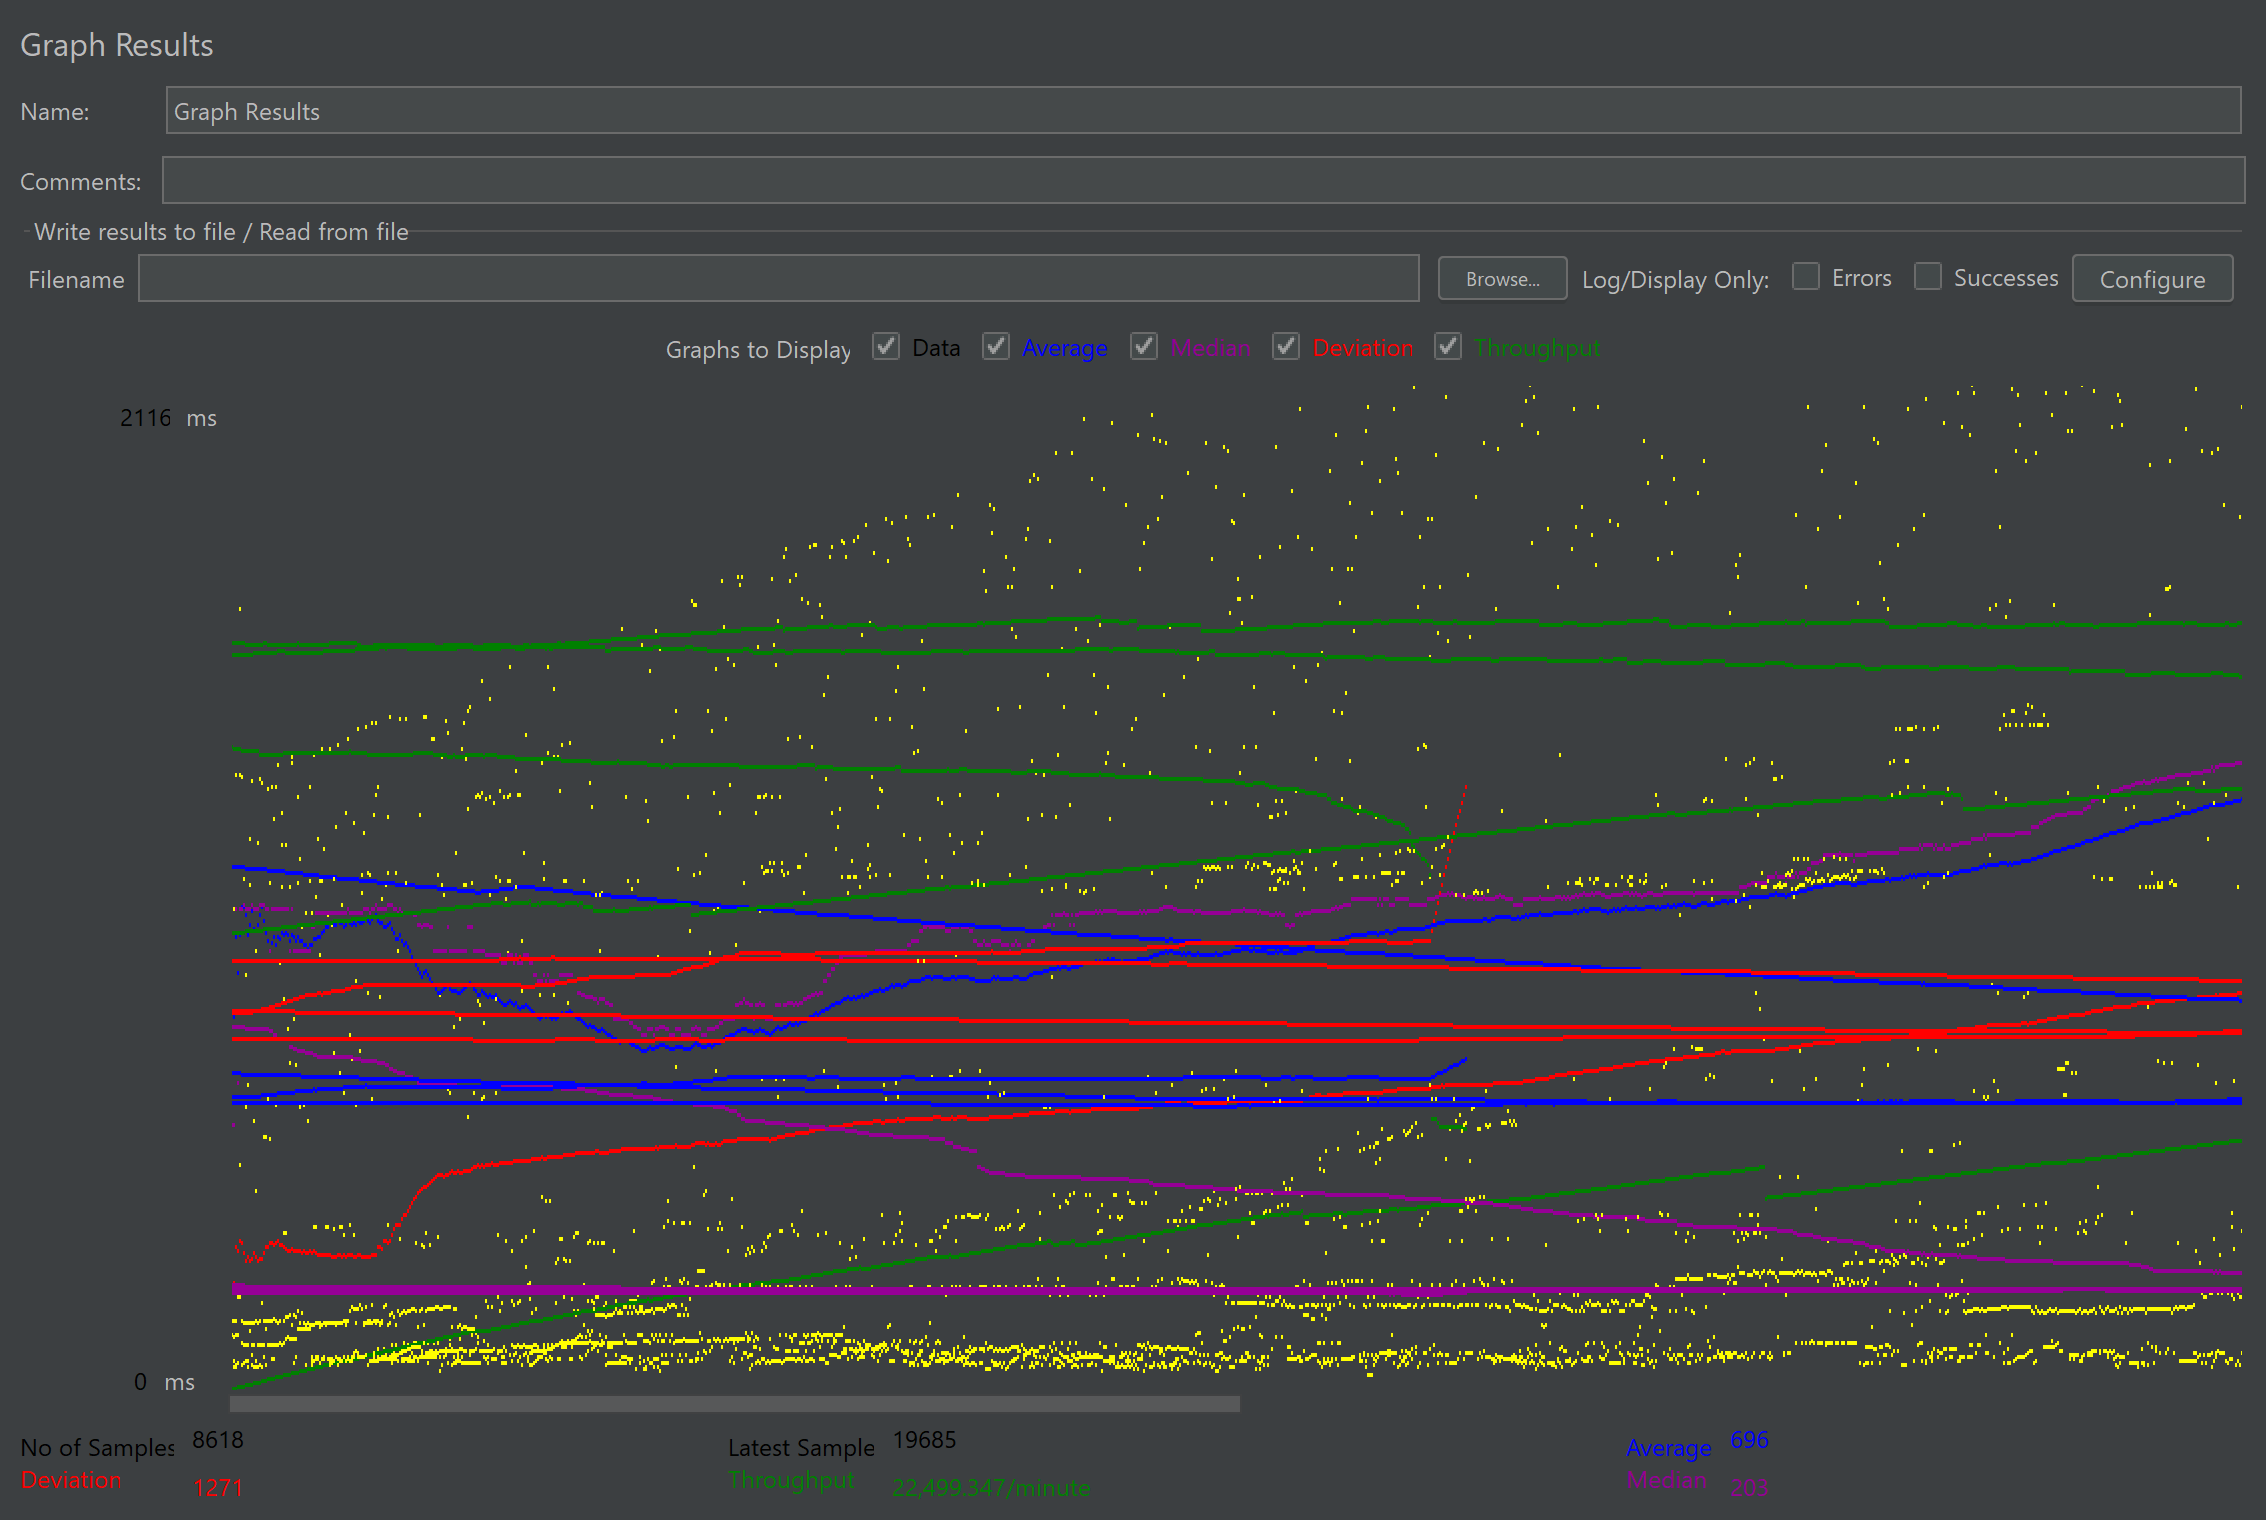 Graph Results
Name: Graph Results
Comments:
Write results to file / Read from file
Filename Browse... Log/Display Only: Errors Successes Configure
Graphs to Display Data Average Median Deviation Throughput
2116 ms
0 ms
No of Samples 8618 Latest Sample 19685 Average 696
Deviation 1271 Throughput 22,499.347/minute Median 203